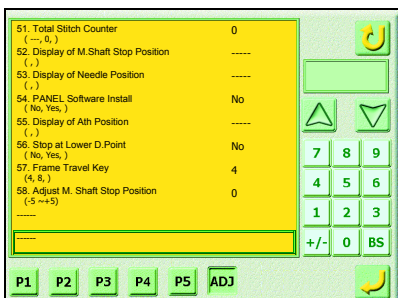 51. Total Stitch Counter 0
( ---, 0, )
52. Display of M.Shaft Stop Position -----
( , )
53. Display of Needle Position -----
( , )
54. PANEL Software Install No
( No, Yes, )
55. Display of Ath Position -----
( , )
56. Stop at Lower D.Point No
( No, Yes, )
57. Frame Travel Key 4
(4, 8, )
58. Adjust M. Shaft Stop Position 0
(-5 ~+5)
------
------
7 8 9
4 5 6
1 2 3
+/- 0 BS
P1 P2 P3 P4 P5 ADJ